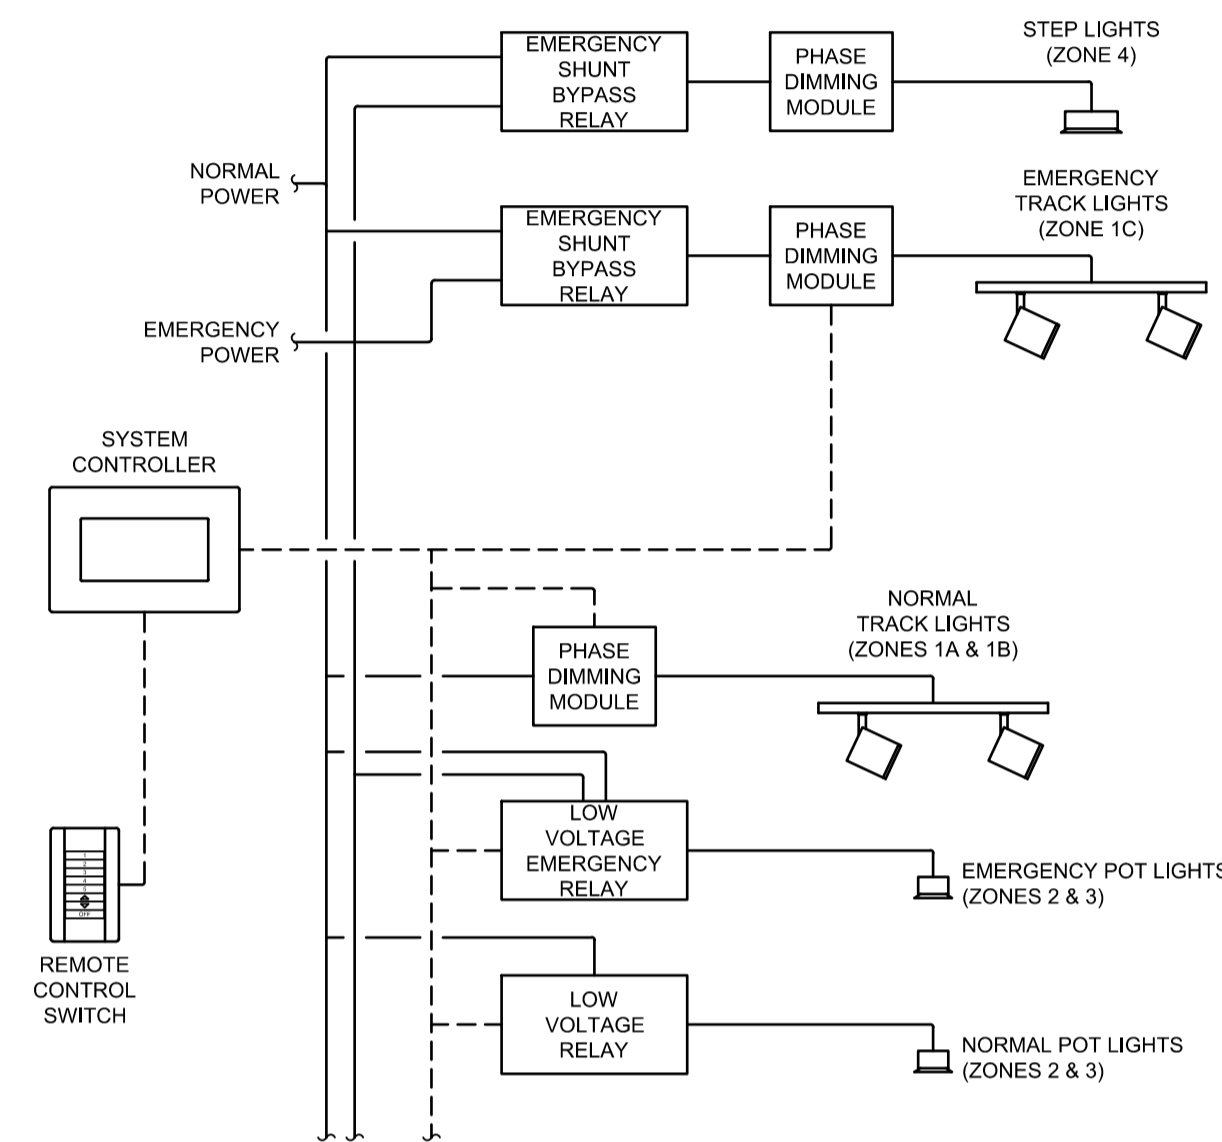 STEP LIGHTS
(ZONE 4)
EMERGENCY
SHUNT
BYPASS
RELAY
PHASE
DIMMING
MODULE
NORMAL
POWER
EMERGENCY
TRACK LIGHTS
(ZONE 1C)
EMERGENCY
SHUNT
BYPASS
RELAY
PHASE
DIMMING
MODULE
EMERGENCY
POWER
SYSTEM
CONTROLLER
NORMAL
TRACK LIGHTS
(ZONES 1A & 1B)
PHASE
DIMMING
MODULE
LOW
VOLTAGE
EMERGENCY
RELAY
EMERGENCY POT LIGHTS
(ZONES 2 & 3)
OFF
REMOTE
CONTROL
SWITCH
LOW
VOLTAGE
RELAY
NORMAL POT LIGHTS
(ZONES 2 & 3)